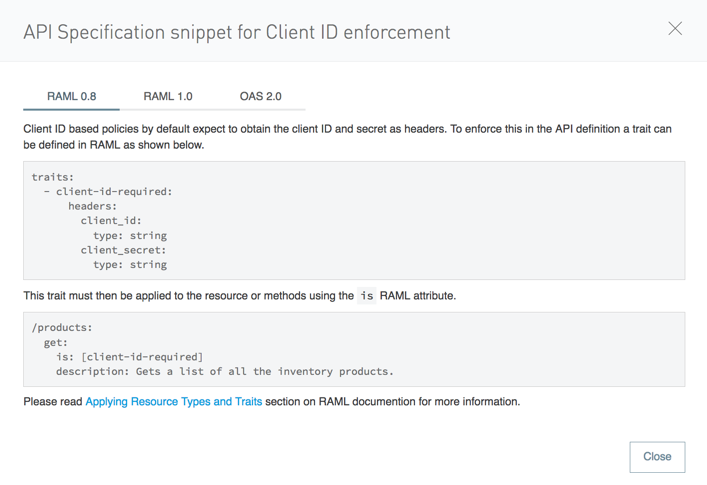 API Specification snippet for Client ID enforcement
RAML 0.8 RAML 1.0 OAS 2.0
Client ID based policies by default expect to obtain the client ID and secret as headers. To enforce this in the API definition a trait can
be defined in RAML as shown below.
traits:
  - client-id-required:
      headers:
        client_id:
          type: string
        client_secret:
          type: string
This trait must then be applied to the resource or methods using the is RAML attribute.
/products:
  get:
    is: [client-id-required]
    description: Gets a list of all the inventory products.
Please read Applying Resource Types and Traits section on RAML documention for more information.
Close